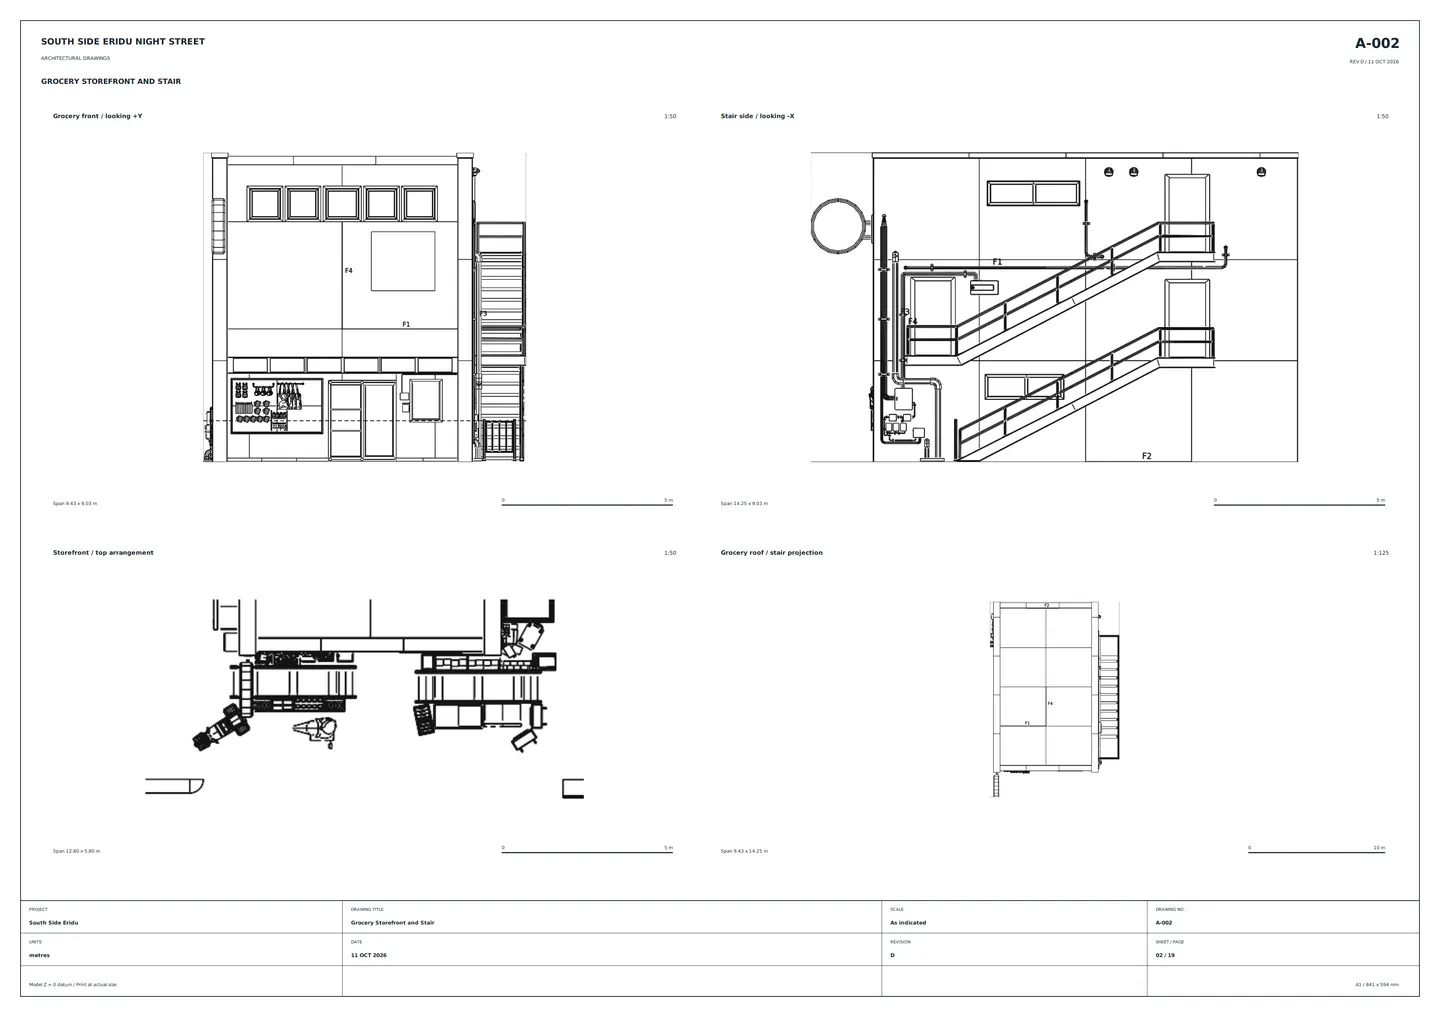 SOUTH SIDE ERIDU NIGHT STREET
A-002
ARCHITECTURAL DRAWINGS
REV D / 11 OCT 2026
GROCERY STOREFRONT AND STAIR
Grocery front / looking +Y
1:50
Stair side / looking -X
1:50
F4
F3
F1
F1
F4
F2
Span 9.43 x 9.03 m
0
5 m
Span 14.25 x 9.03 m
0
5 m
Storefront / top arrangement
1:50
Grocery roof / stair projection
1:125
F2
F4
F1
Span 12.80 x 5.80 m
0
5 m
Span 9.43 x 14.25 m
0
10 m
PROJECT
South Side Eridu
DRAWING TITLE
Grocery Storefront and Stair
SCALE
As indicated
DRAWING NO.
A-002
UNITS
metres
DATE
11 OCT 2026
REVISION
D
SHEET / PAGE
02 / 19
Model Z = 0 datum / Print at actual size
A1 / 841 x 594 mm